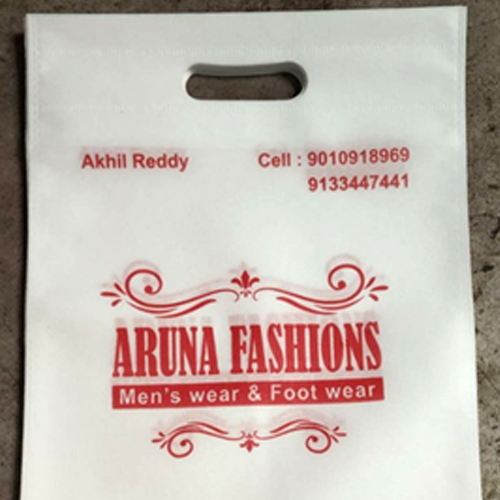 Akhil Reddy Cell : 9010918969
9133447441
ARUNA FASHIONS
Men's wear & Foot wear